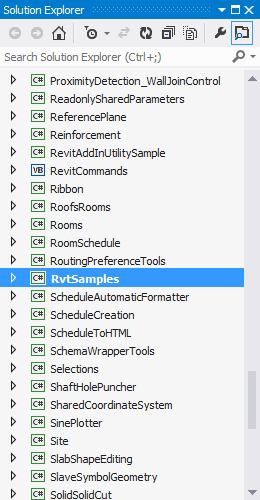 Solution Explorer
Search Solution Explorer (Ctrl+;)
C# ProximityDetection_WallJoinControl
C# ReadonlySharedParameters
C# ReferencePlane
C# Reinforcement
C# RevitAddInUtilitySample
VB RevitCommands
C# Ribbon
C# RoofsRooms
C# Rooms
C# RoomSchedule
C# RoutingPreferenceTools
C# RvtSamples
C# ScheduleAutomaticFormatter
C# ScheduleCreation
C# ScheduleToHTML
C# SchemaWrapperTools
C# Selections
C# ShaftHolePuncher
C# SharedCoordinateSystem
C# SinePlotter
C# Site
C# SlabShapeEditing
C# SlaveSymbolGeometry
C# SolidSolidCut